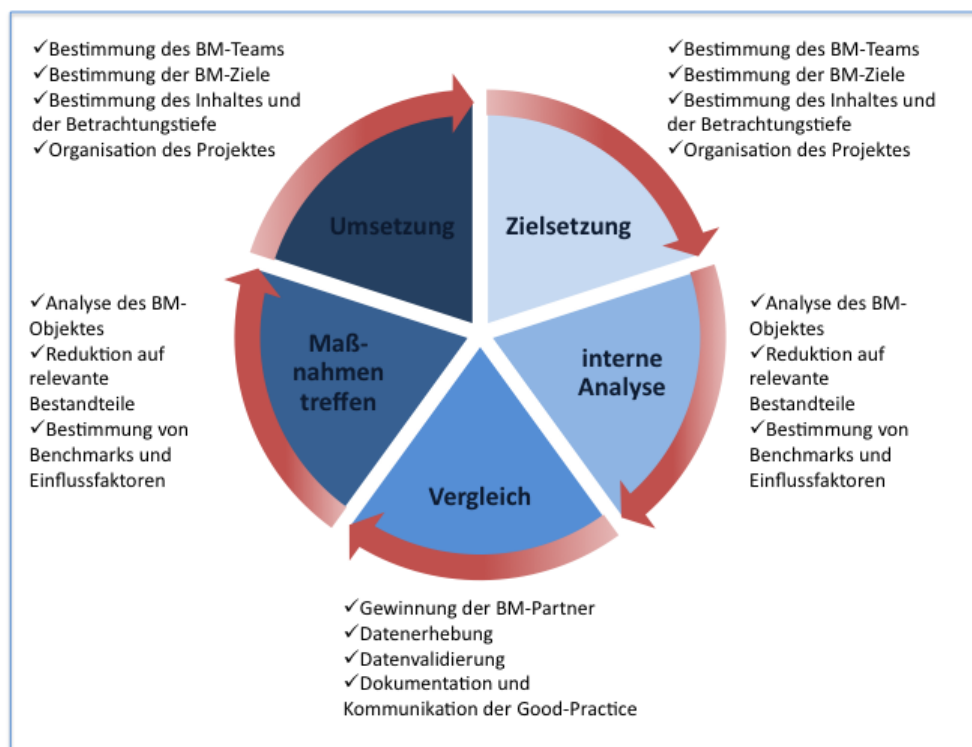 ✓Bestimmung des BM-Teams
✓Bestimmung der BM-Ziele
✓Bestimmung des Inhaltes und
der Betrachtungstiefe
✓Organisation des Projektes
✓Bestimmung des BM-Teams
✓Bestimmung der BM-Ziele
✓Bestimmung des Inhaltes und
der Betrachtungstiefe
✓Organisation des Projektes
Umsetzung
Zielsetzung
✓Analyse des BM-
Objektes
✓Reduktion auf
relevante
Bestandteile
✓Bestimmung von
Benchmarks und
Einflussfaktoren
Maß-
nahmen
treffen
interne
Analyse
✓Analyse des BM-
Objektes
✓Reduktion auf
relevante
Bestandteile
✓Bestimmung von
Benchmarks und
Einflussfaktoren
Vergleich
✓Gewinnung der BM-Partner
✓Datenerhebung
✓Datenvalidierung
✓Dokumentation und
Kommunikation der Good-Practice